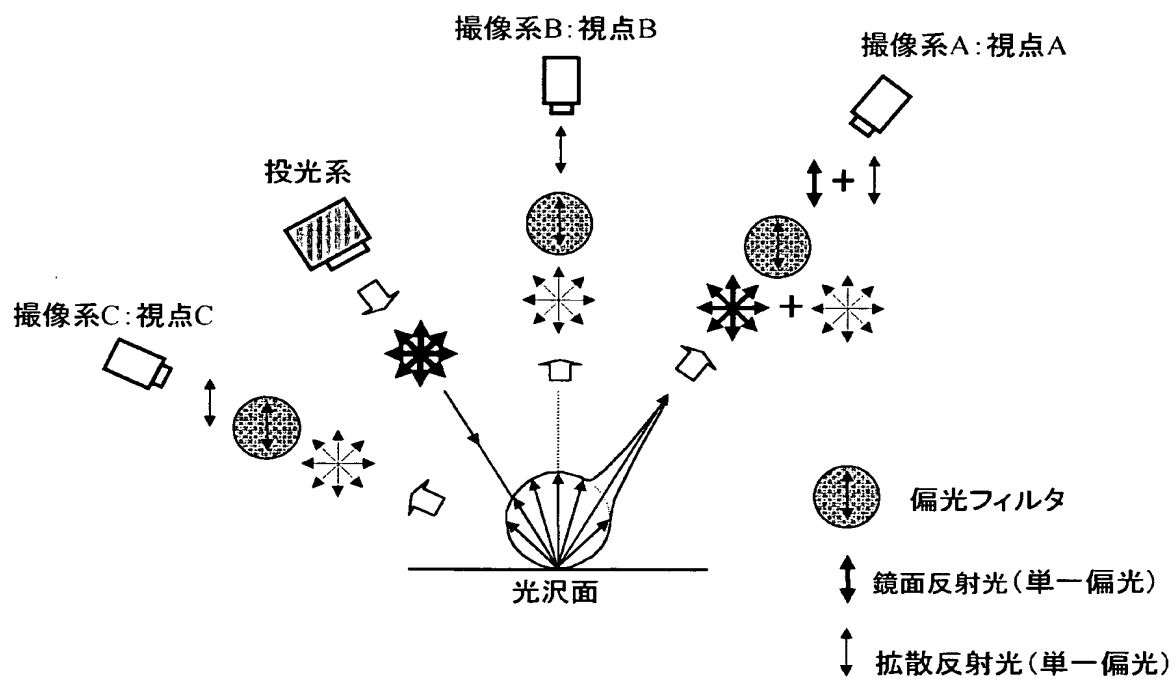 撮像系B:視点B
撮像系A:視点A
投光系
撮像系C:視点C
光沢面
偏光フィルタ
鏡面反射光(単一偏光)
拡散反射光(単一偏光)